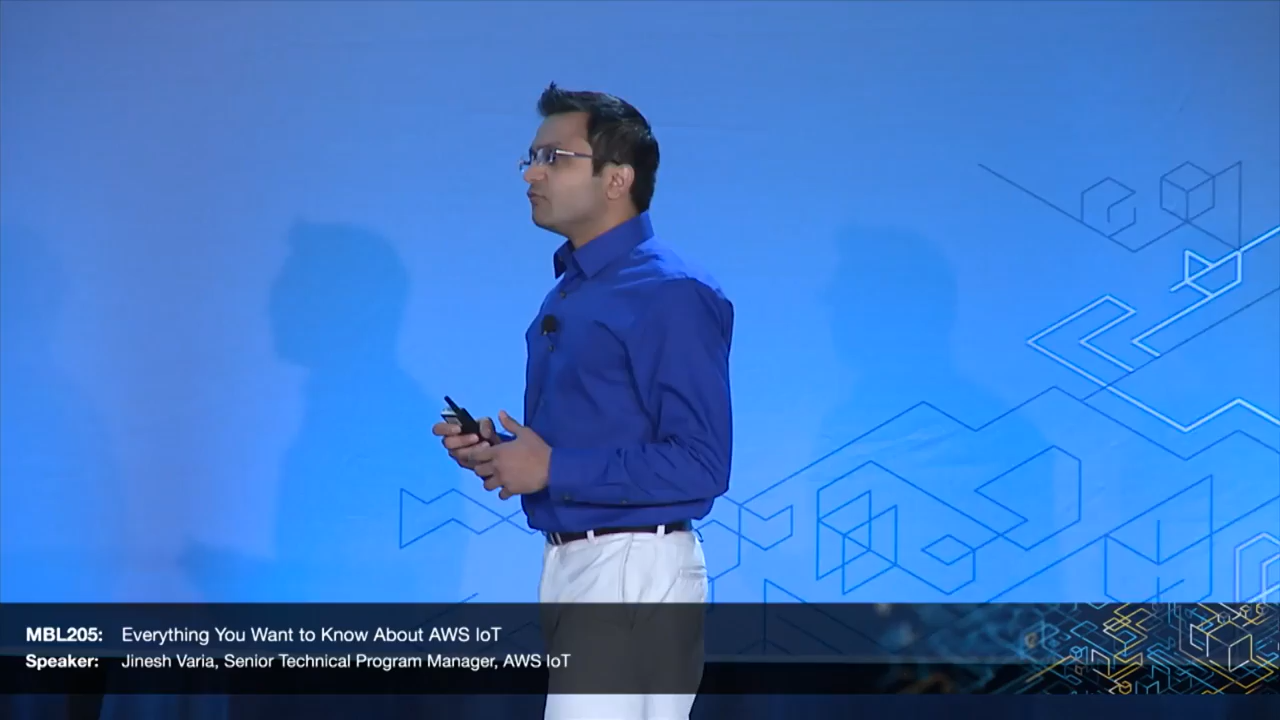 MBL205: Everything You Want to Know About AWS IoT
Speaker: Jinesh Varia, Senior Technical Program Manager, AWS IoT